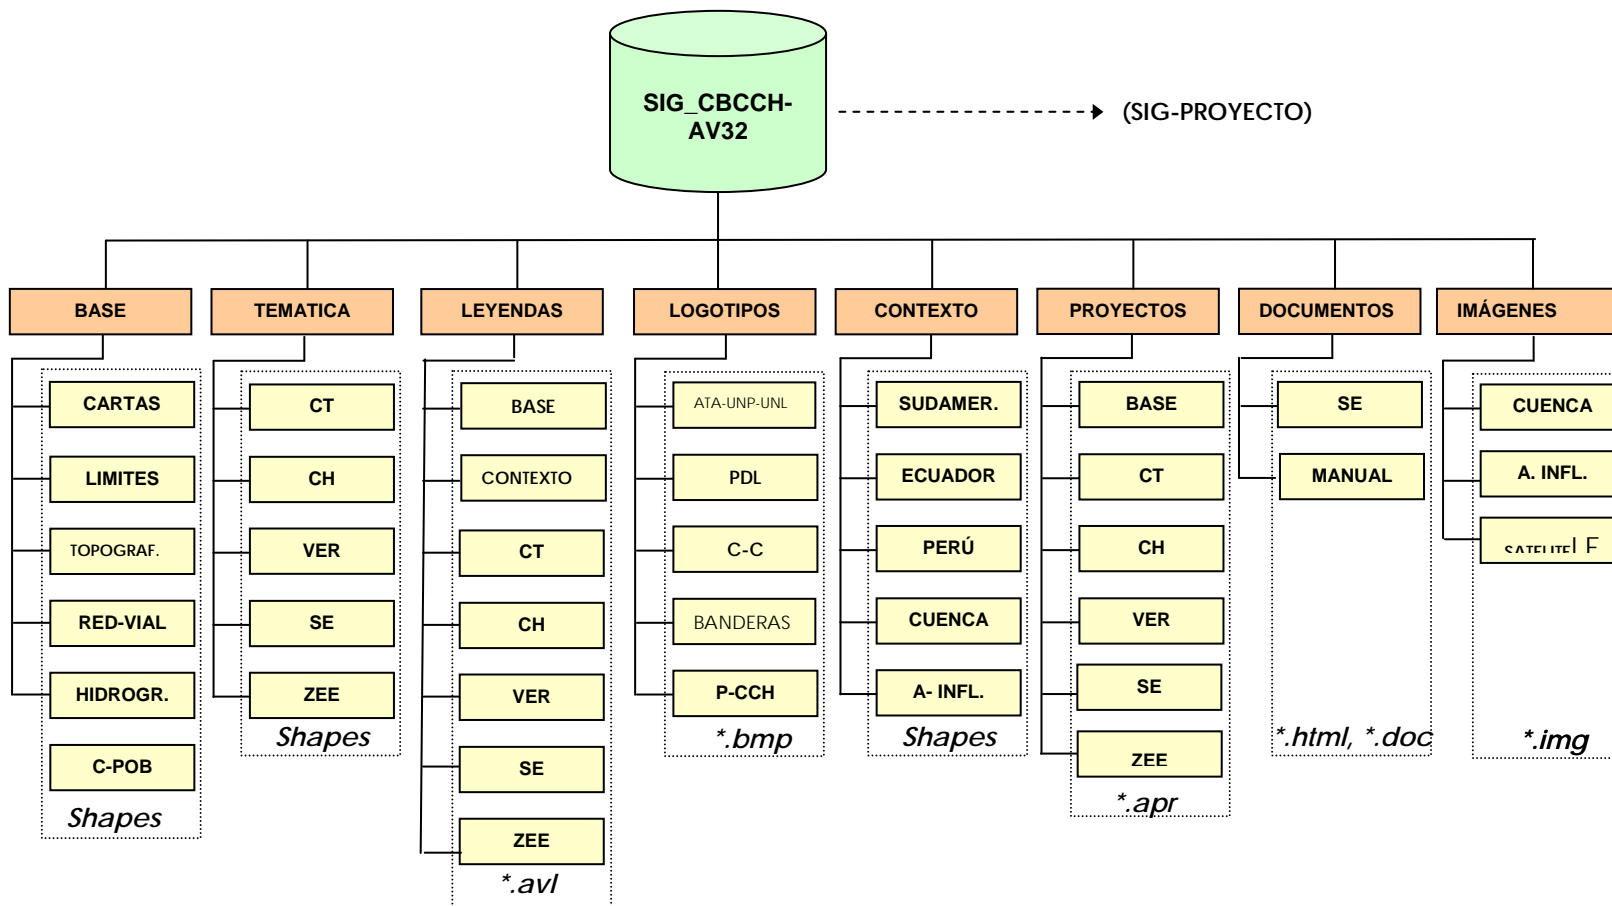 SIG_CBCCH-
AV32
(SIG-PROYECTO)
BASE
TEMATICA
LEYENDAS
LOGOTIPOS
CONTEXTO
PROYECTOS
DOCUMENTOS
IMÁGENES
CARTAS
LIMITES
TOPOGRAF.
RED-VIAL
HIDROGR.
C-POB
Shapes
CT
CH
VER
SE
ZEE
Shapes
BASE
CONTEXTO
CT
CH
VER
SE
ZEE
*.avl
ATA-UNP-UNL
PDL
C-C
BANDERAS
P-CCH
*.bmp
SUDAMER.
ECUADOR
PERÚ
CUENCA
A- INFL.
Shapes
BASE
CT
CH
VER
SE
ZEE
*.apr
SE
MANUAL
*.html, *.doc
CUENCA
A. INFL.
SATELITE
*.img